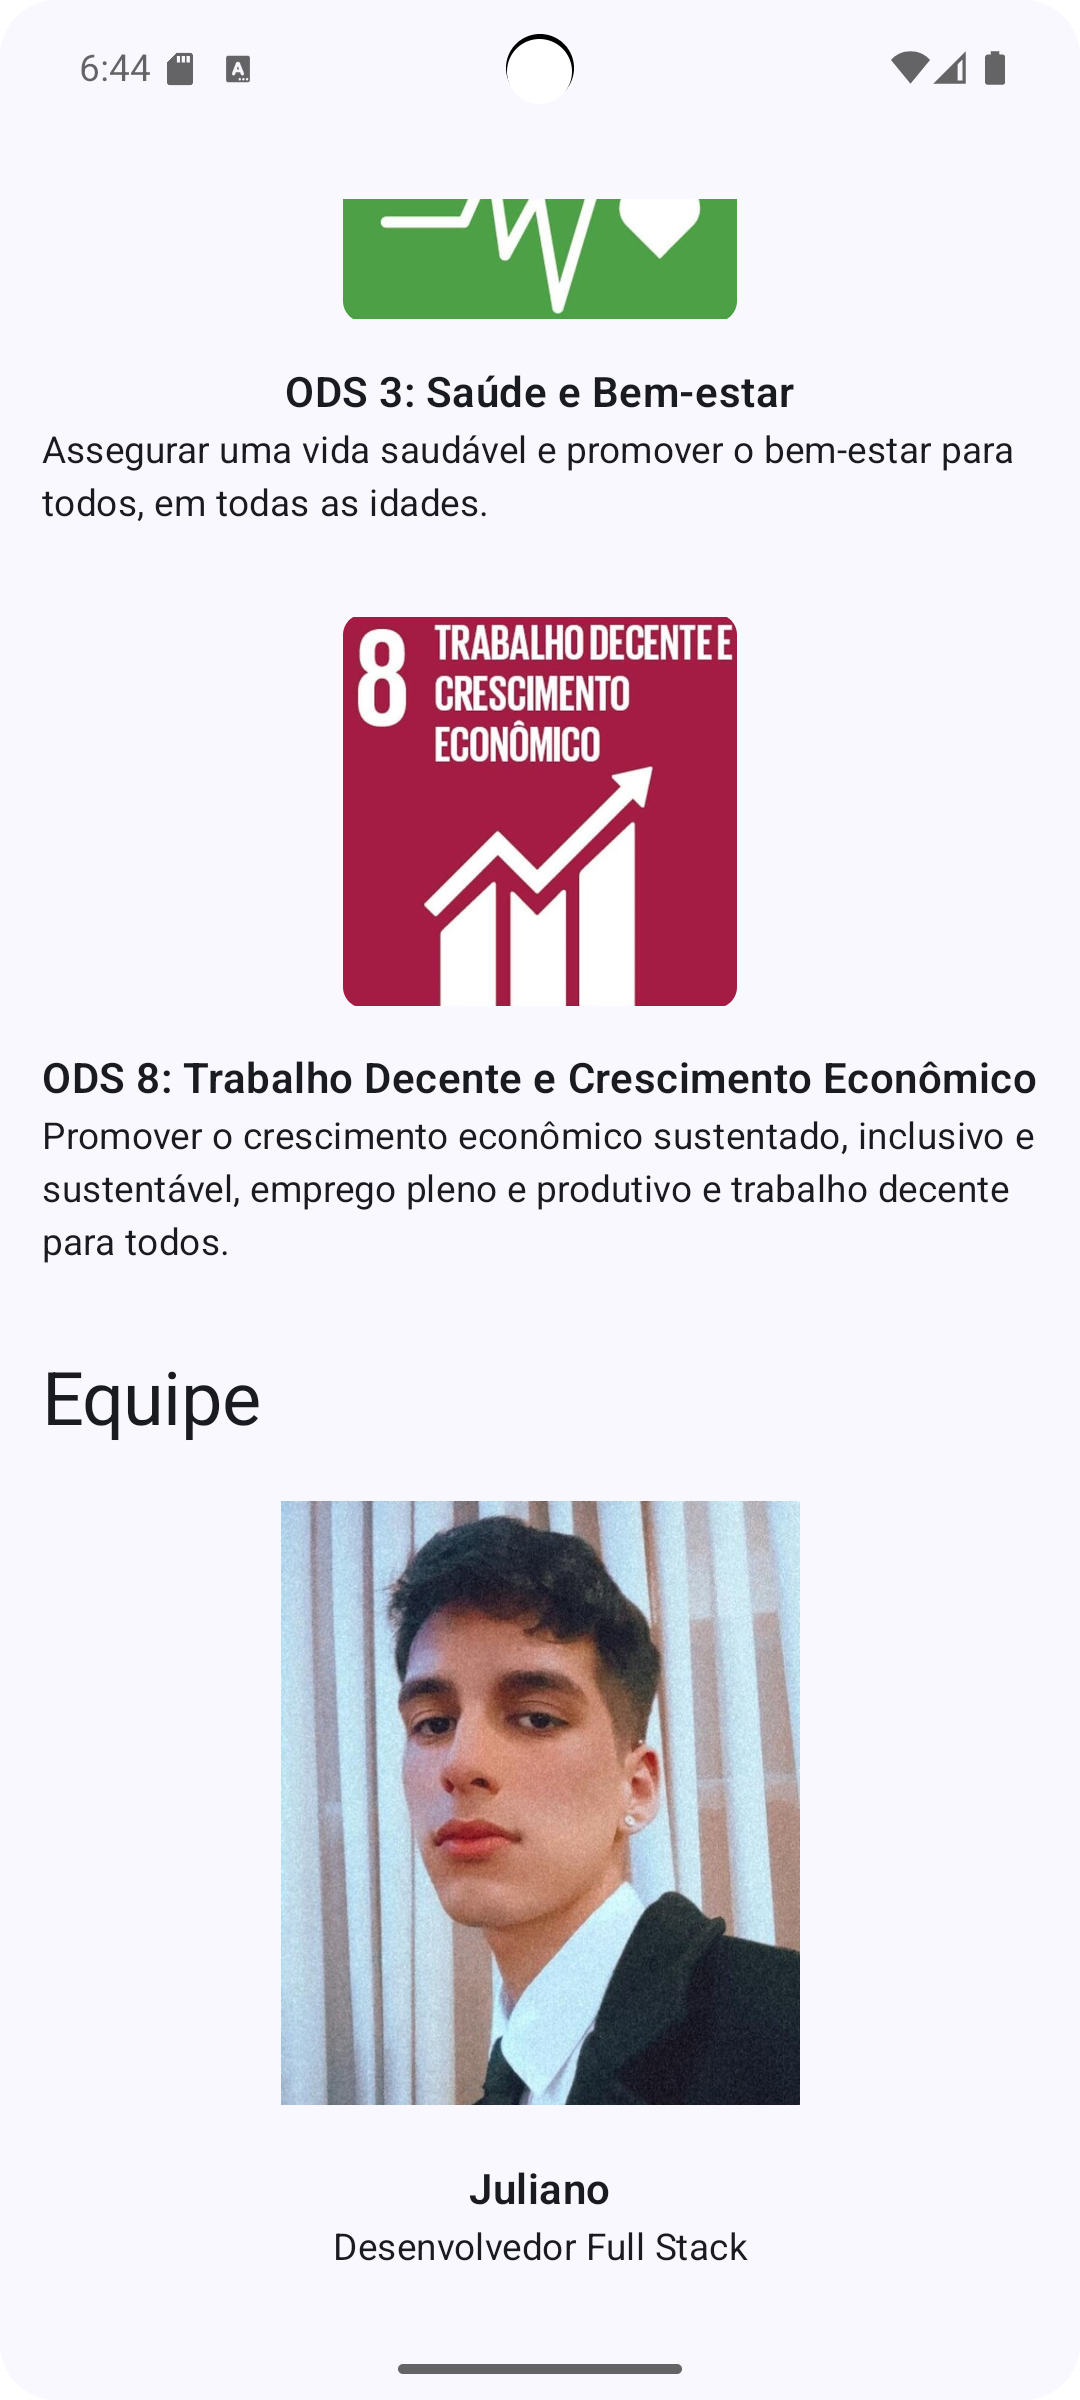 6:44
A
ODS 3: Saúde e Bem-estar
Assegurar uma vida saudável e promover o bem-estar para
todos, em todas as idades.
8
TRABALHO DECENTE E
CRESCIMENTO
ECONÔMICO
ODS 8: Trabalho Decente e Crescimento Econômico
Promover o crescimento econômico sustentado, inclusivo e
sustentável, emprego pleno e produtivo e trabalho decente
para todos.
Equipe
Juliano
Desenvolvedor Full Stack